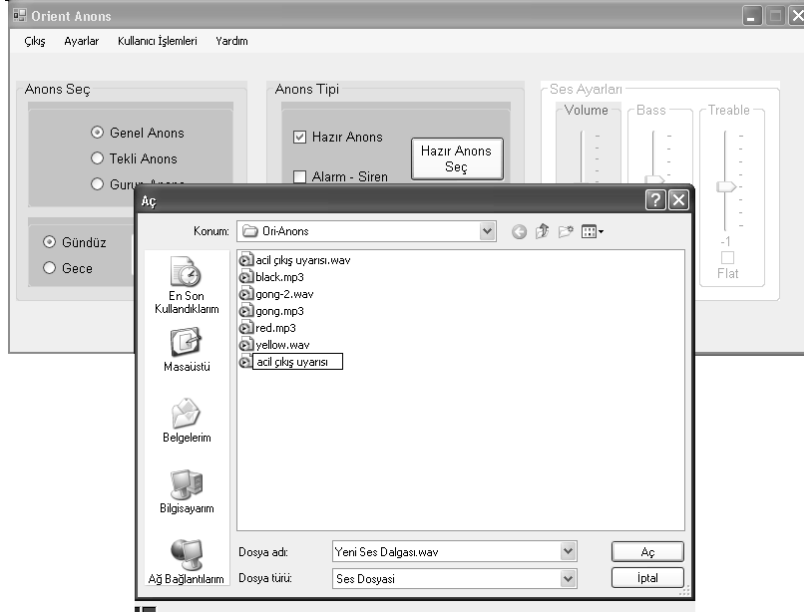 Orient Anons
Çıkış Ayarlar Kullanıcı İşlemleri Yardım
Anons Seç
Genel Anons
Tekli Anons
Gurup Anons
Gündüz
Gece
Anons Tipi
Hazır Anons
Alarm - Siren
Hazır Anons
Seç
Ses Ayarları
Volume
Bass
Treable
-1
Flat
Aç
Konum:
Ori-Anons
En Son
Kullandıklarım
Masaüstü
Belgelerim
Bilgisayarım
Ağ Bağlantılarım
acil çıkış uyarısı.wav
black.mp3
gong-2.wav
gong.mp3
red.mp3
yellow.wav
acil çıkış uyarısı
Dosya adı:
Yeni Ses Dalgası.wav
Aç
Dosya türü:
Ses Dosyasi
İptal